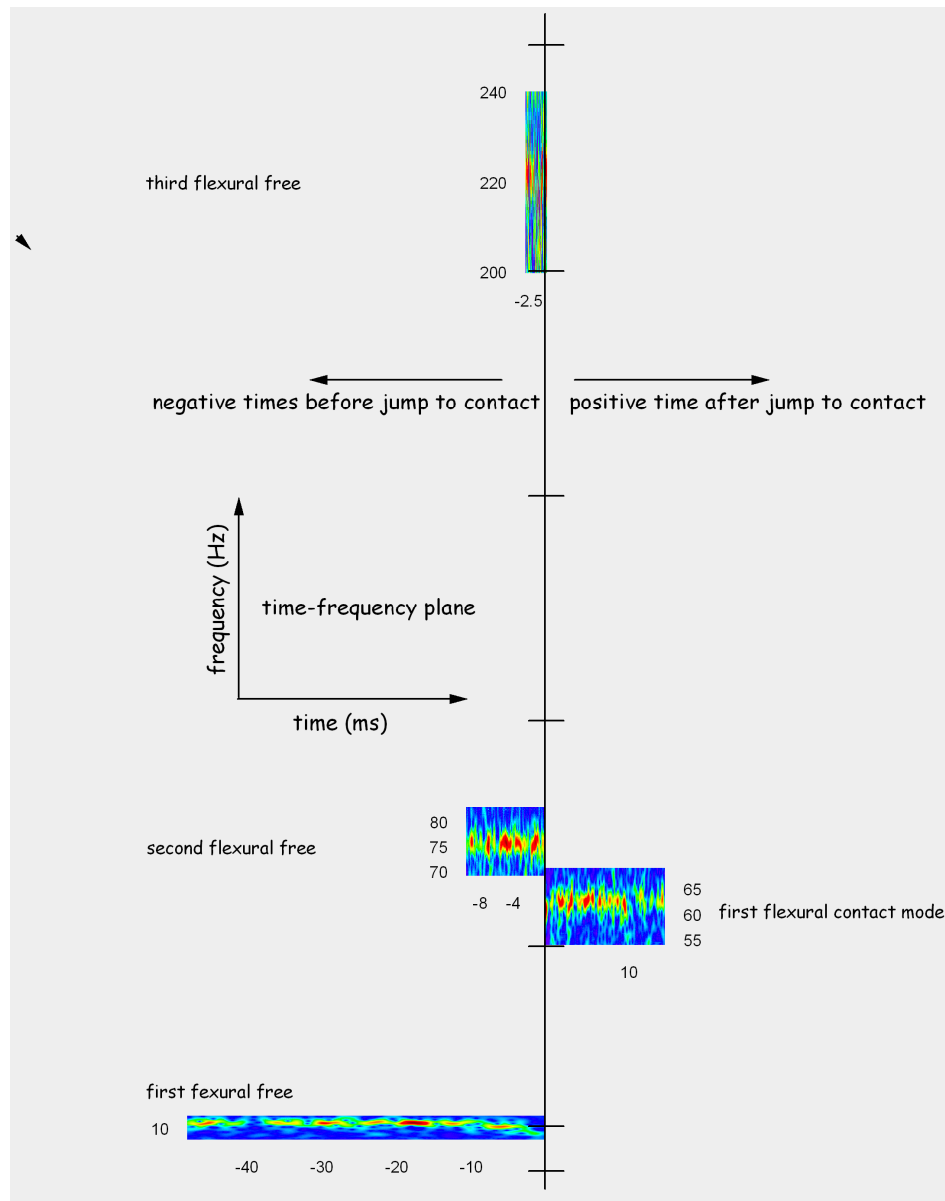 240
third flexural free
220
200
-2.5
negative times before jump to contact
positive time after jump to contact
frequency (Hz)
time-frequency plane
time (ms)
80
second flexural free
75
70
-8 -4
65
60
first flexural contact mode
55
10
first fexural free
10
-40 -30 -20 -10